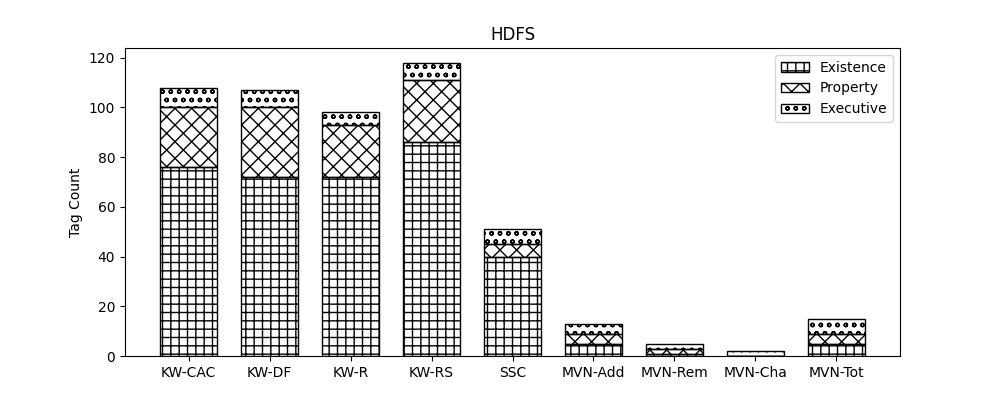 HDFS
Tag Count
120
100
80
60
40
20
0
Existence
Property
Executive
KW-CAC KW-DF KW-R KW-RS SSC MVN-Add MVN-Rem MVN-Cha MVN-Tot